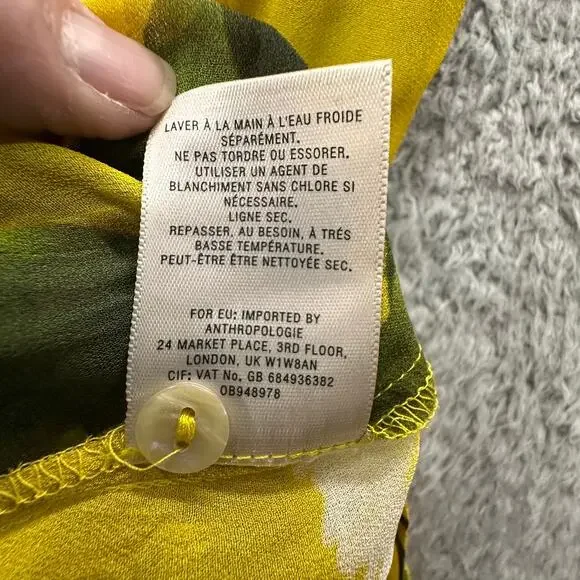 LAVER À LA MAIN À L'EAU FROIDE
SÉPARÉMENT.
NE PAS TORDRE OU ESSORER.
UTILISER UN AGENT DE
BLANCHIMENT SANS CHLORE SI
NÉCESSAIRE.
LIGNE SEC.
REPASSER, AU BESOIN, À TRÉS
BASSE TEMPÉRATURE.
PEUT-ÊTRE ÊTRE NETTOYÉE SEC.
FOR EU: IMPORTED BY
ANTHROPOLOGIE
24 MARKET PLACE, 3RD FLOOR,
LONDON, UK W1W8AN
CIF: VAT No. GB 684936382
OB948978